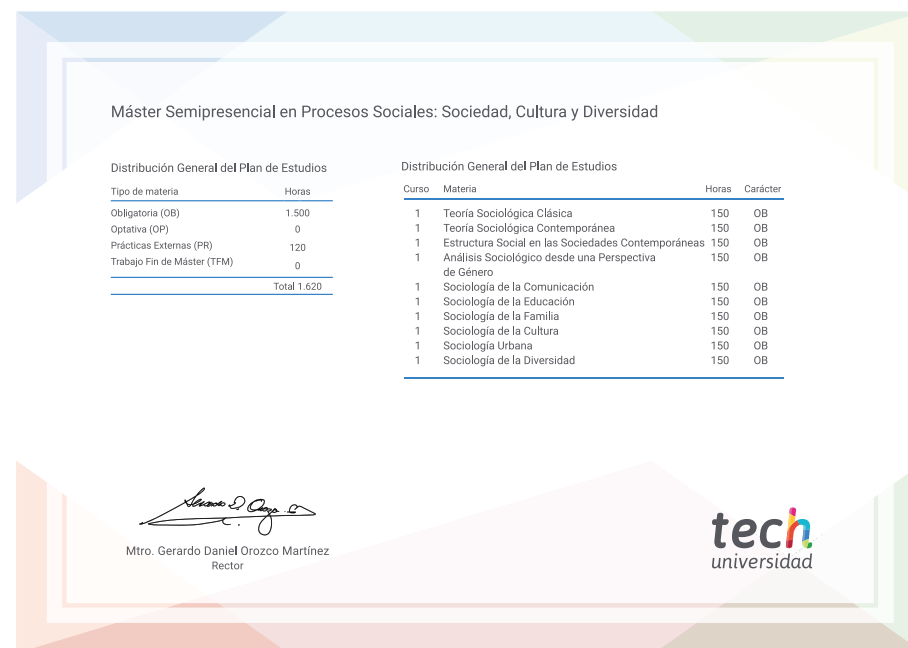 Máster Semipresencial en Procesos Sociales: Sociedad, Cultura y Diversidad
Distribución General del Plan de Estudios
Tipo de materia Horas
Obligatoria (OB) 1.500
Optativa (OP) 0
Prácticas Externas (PR) 120
Trabajo Fin de Máster (TFM) 0
Total 1.620
Distribución General del Plan de Estudios
Curso Materia Horas Carácter
1 Teoría Sociológica Clásica 150 OB
1 Teoría Sociológica Contemporánea 150 OB
1 Estructura Social en las Sociedades Contemporáneas 150 OB
1 Análisis Sociológico desde una Perspectiva 150 OB
de Género
1 Sociología de la Comunicación 150 OB
1 Sociología de la Educación 150 OB
1 Sociología de la Familia 150 OB
1 Sociología de la Cultura 150 OB
1 Sociología Urbana 150 OB
1 Sociología de la Diversidad 150 OB
Mtro. Gerardo Daniel Orozco Martínez
Rector
tech
universidad